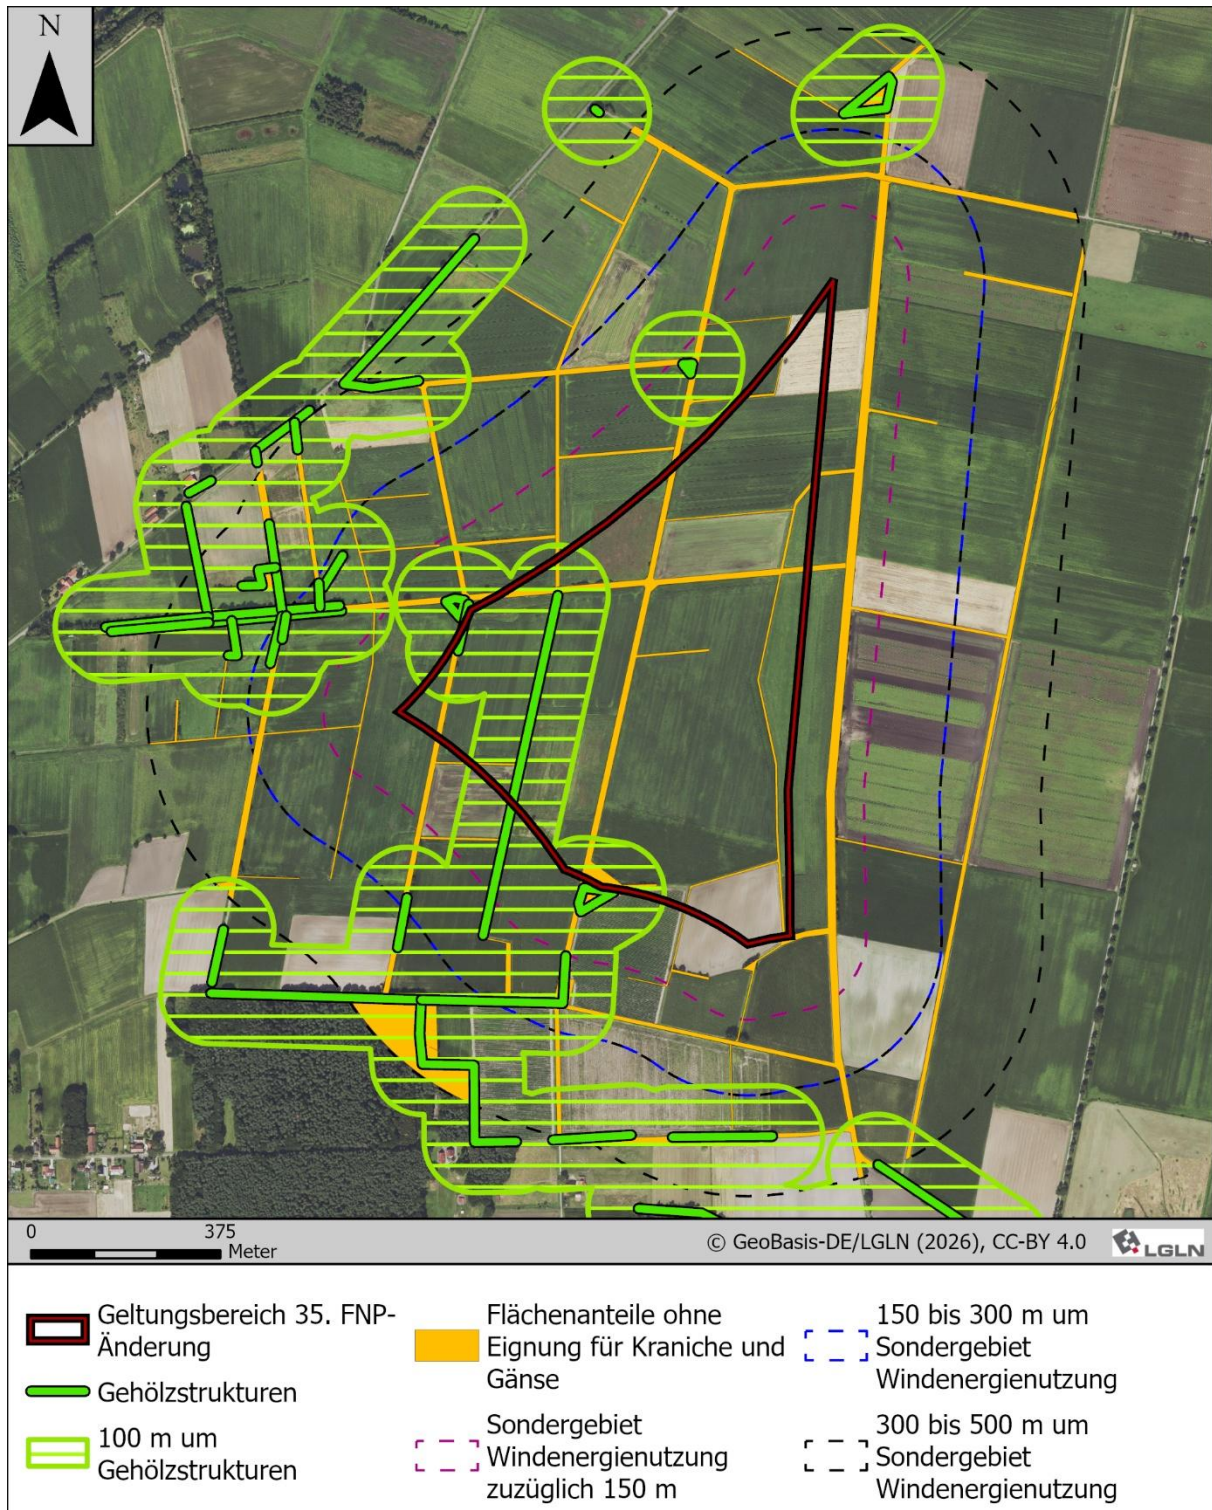 N
0 375
Meter
© GeoBasis-DE/LGLN (2026), CC-BY 4.0
LGLN
Geltungsbereich 35. FNP-
Änderung
Gehölzstrukturen
100 m um
Gehölzstrukturen
Flächenanteile ohne
Eignung für Kraniche und
Gänse
Sondergebiet
Windenergienutzung
zuzüglich 150 m
150 bis 300 m um
Sondergebiet
Windenergienutzung
300 bis 500 m um
Sondergebiet
Windenergienutzung